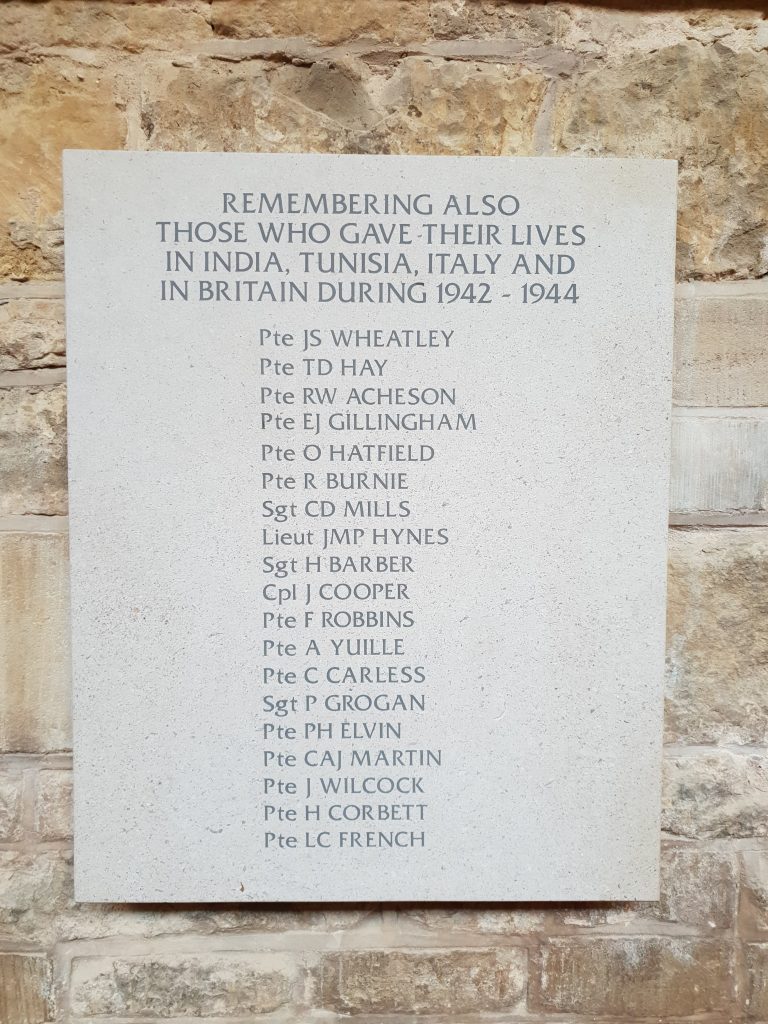 REMEMBERING ALSO
THOSE WHO GAVE THEIR LIVES
IN INDIA, TUNISIA, ITALY AND
IN BRITAIN DURING 1942 - 1944
Pte JS WHEATLEY
Pte TD HAY
Pte RW ACHESON
Pte EJ GILLINGHAM
Pte O HATFIELD
Pte R BURNIE
Sgt CD MILLS
Lieut JMP HYNES
Sgt H BARBER
Cpl J COOPER
Pte F ROBBINS
Pte A YUILLE
Pte C CARLESS
Sgt P GROGAN
Pte PH ELVIN
Pte CAJ MARTIN
Pte J WILCOCK
Pte H CORBETT
Pte LC FRENCH